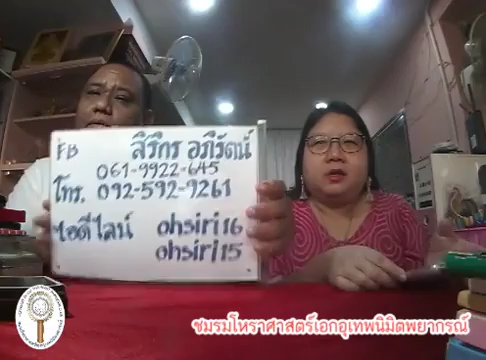 FB สิริกร อภิวัฒน์
061-9922-645
โทร. 092-592-9261
ไอดีไลน์ ohsiri16
ohsiri15
ชมรมโหราศาสตร์เอกอุเทพนิมิตพยากรณ์